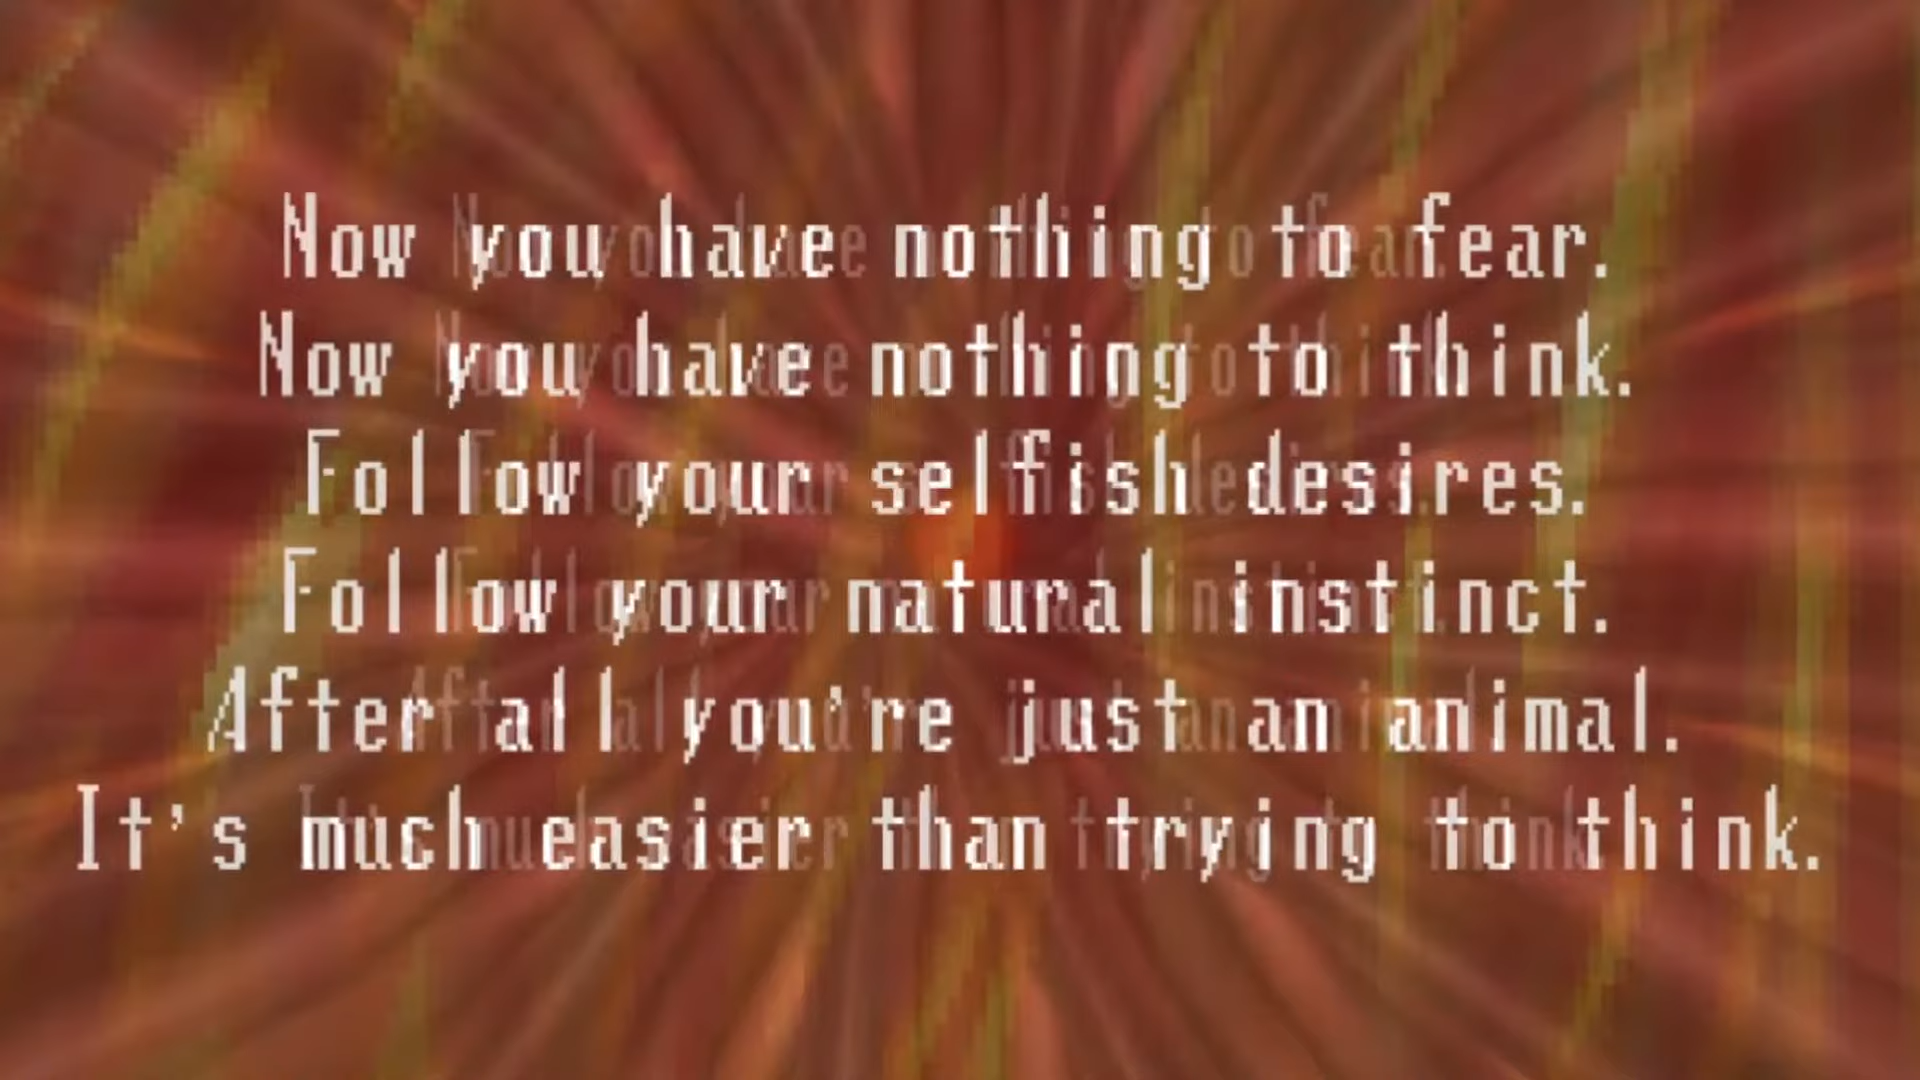 Now you have nothing to fear.
Now you have nothing to think.
Follow your selfish desires.
Follow your natural instinct.
After all you're just an animal.
It's much easier than trying to think.